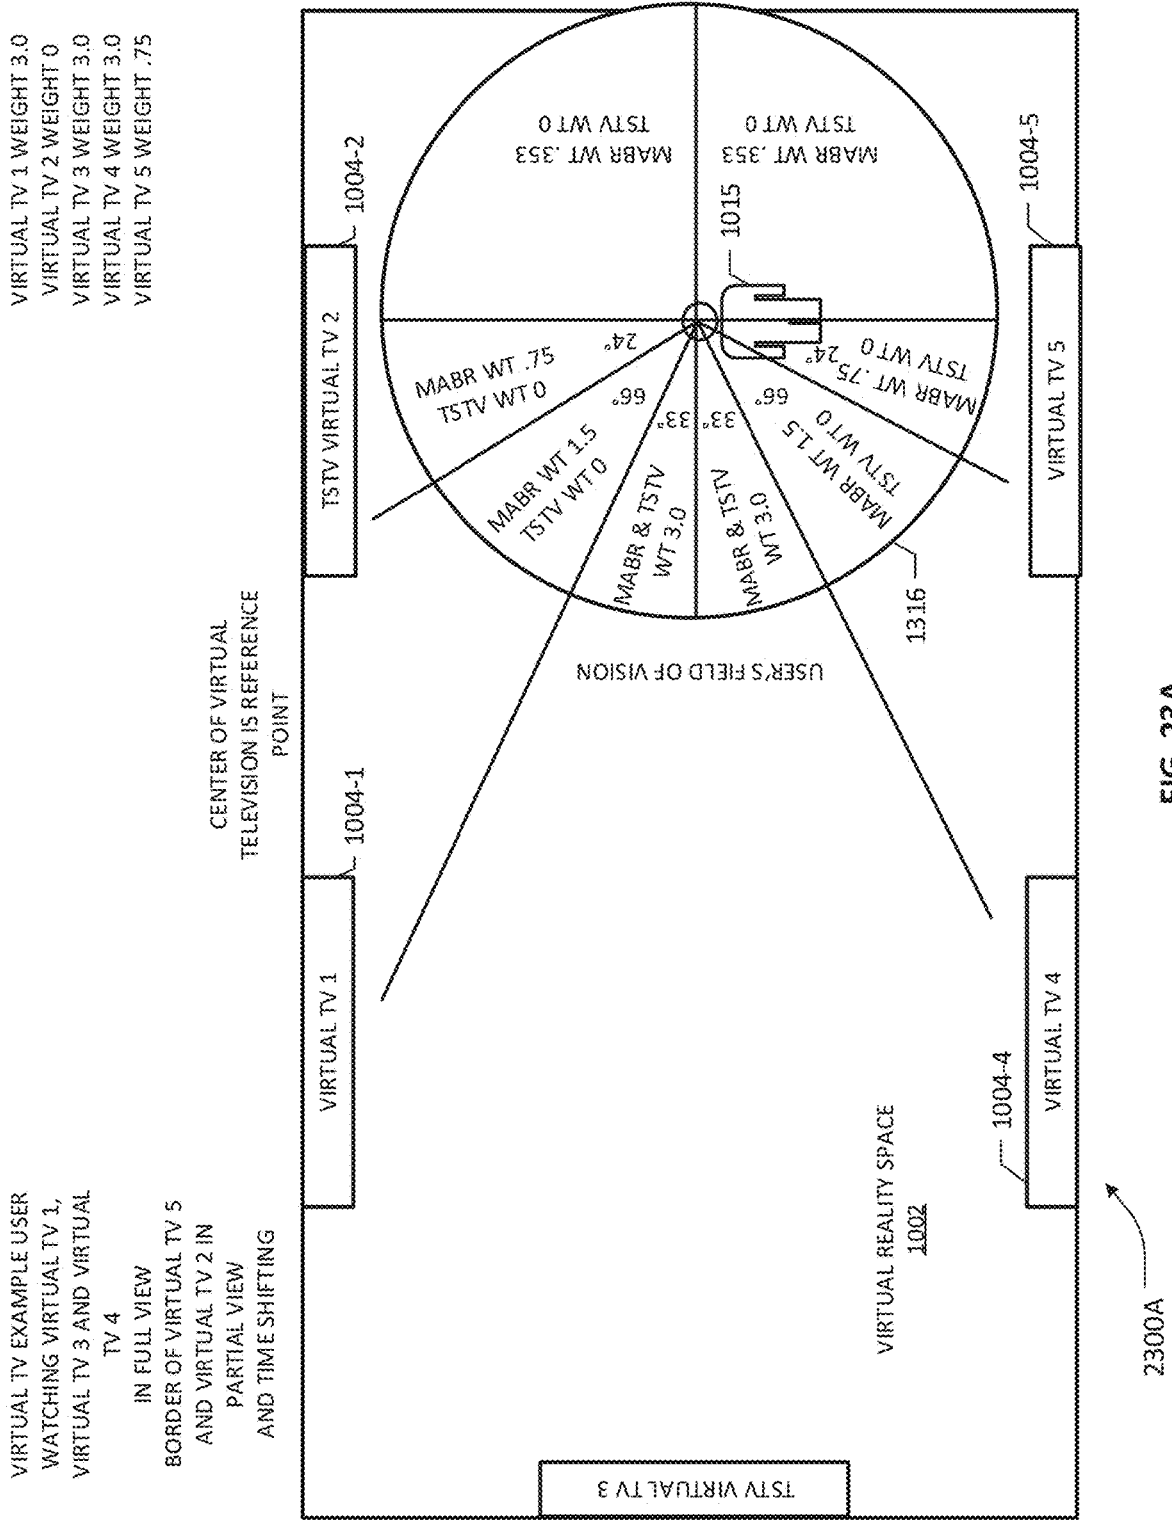 VIRTUAL TV EXAMPLE USER
WATCHING VIRTUAL TV 1,
VIRTUAL TV 3 AND VIRTUAL
TV 4
IN FULL VIEW
BORDER OF VIRTUAL TV 5
AND VIRTUAL TV 2 IN
PARTIAL VIEW
AND TIME SHIFTING
CENTER OF VIRTUAL
TELEVISION IS REFERENCE
POINT
VIRTUAL TV 1 WEIGHT 3.0
VIRTUAL TV 2 WEIGHT 0
VIRTUAL TV 3 WEIGHT 3.0
VIRTUAL TV 4 WEIGHT 3.0
VIRTUAL TV 5 WEIGHT .75
VIRTUAL TV 1
1004-1
TSTV VIRTUAL TV 2
1004-2
TSTV VIRTUAL TV 3
USER'S FIELD OF VISION
MABR WT .75
TSTV WT 0
24°
MABR WT 1.5
TSTV WT 0
66°
MABR & TSTV
WT 3.0
33°
33°
MABR & TSTV
WT 3.0
66°
MABR WT 1.5
TSTV WT 0
24°
MABR WT .75
TSTV WT 0
MABR WT .353
TSTV WT 0
MABR WT .353
TSTV WT 0
1015
1316
VIRTUAL REALITY SPACE
1002
1004-4
VIRTUAL TV 4
VIRTUAL TV 5
1004-5
2300A
FIG. 23A